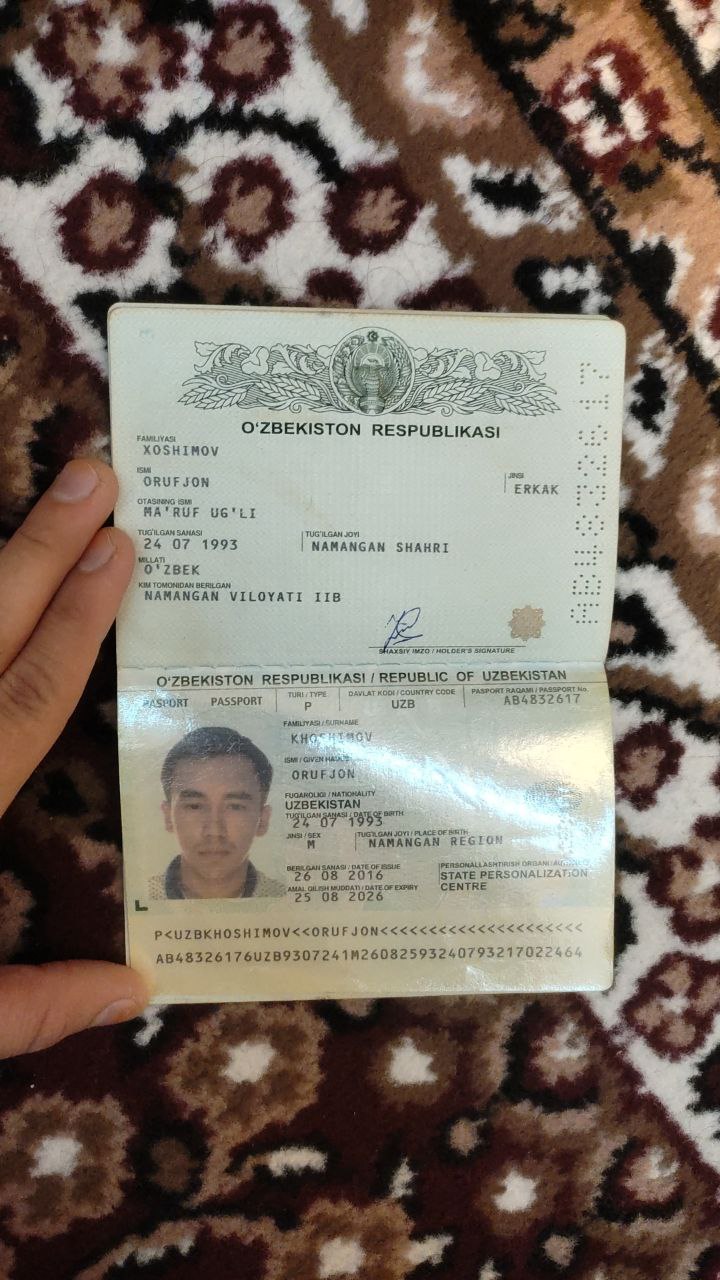 O'ZBEKISTON RESPUBLIKASI
FAMILIYASI
XOSHIMOV
ISMI
ORUFJON
JINSI
ERKAK
OTASINING ISMI
MA'RUF UG'LI
TUG'ILGAN SANASI
24 07 1993
TUG'ILGAN JOYI
NAMANGAN SHAHRI
MILLATI
O'ZBEK
KIM TOMONIDAN BERILGAN
NAMANGAN VILOYATI IIB
SHAXSIY IMZO / HOLDER'S SIGNATURE
AB4832617
O'ZBEKISTON RESPUBLIKASI / REPUBLIC OF UZBEKISTAN
PASPORT PASSPORT
TURI / TYPE
P
DAVLAT KODI / COUNTRY CODE
UZB
PASPORT RAQAMI / PASSPORT No.
AB4832617
FAMILIYASI / SURNAME
KHOSHIMOV
ISMI / GIVEN NAMES
ORUFJON
FUQAROLIGI / NATIONALITY
UZBEKISTAN
TUG'ILGAN SANASI / DATE OF BIRTH
24 07 1993
JINSI / SEX
M
TUG'ILGAN JOYI / PLACE OF BIRTH
NAMANGAN REGION
BERILGAN SANASI / DATE OF ISSUE
26 08 2016
PERSONALLASHTIRISH ORGANI
STATE PERSONALIZATION
CENTRE
AMAL QILISH MUDDATI / DATE OF EXPIRY
25 08 2026
P<UZBKHOSHIMOV<<ORUFJON<<<<<<<<<<<<<<<<<<<<<
AB48326176UZB9307241M26082593240793217022464